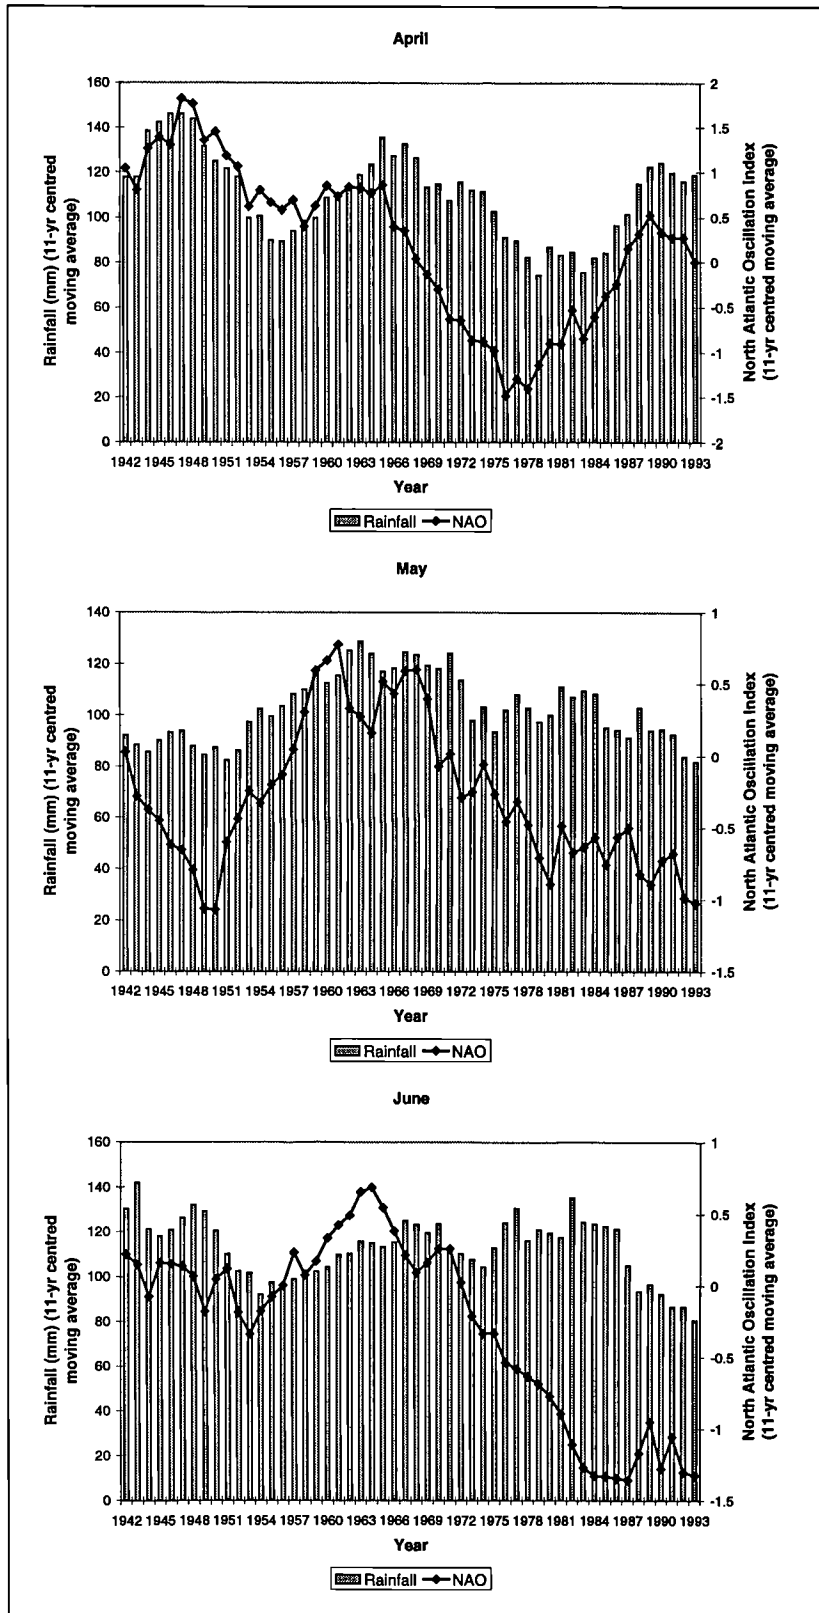 April
Rainfall (mm) (11-yr centred
moving average)
160
140
120
100
80
60
40
20
0
2
1.5
1
0.5
0
-0.5
-1
-1.5
-2
North Atlantic Oscillation Index
(11-yr centred moving average)
1942 1945 1948 1951 1954 1957 1960 1963 1966 1969 1972 1975 1978 1981 1984 1987 1990 1993
Year
Rainfall NAO
May
Rainfall (mm) (11-yr centred
moving average)
140
120
100
80
60
40
20
0
1
0.5
0
-0.5
-1
-1.5
North Atlantic Oscillation Index
(11-yr centred moving average)
1942 1945 1948 1951 1954 1957 1960 1963 1966 1969 1972 1975 1978 1981 1984 1987 1990 1993
Year
Rainfall NAO
June
Rainfall (mm) (11-yr centred
moving average)
160
140
120
100
80
60
40
20
0
1
0.5
0
-0.5
-1
-1.5
North Atlantic Oscillation Index
(11-yr centred moving average)
1942 1945 1948 1951 1954 1957 1960 1963 1966 1969 1972 1975 1978 1981 1984 1987 1990 1993
Year
Rainfall NAO